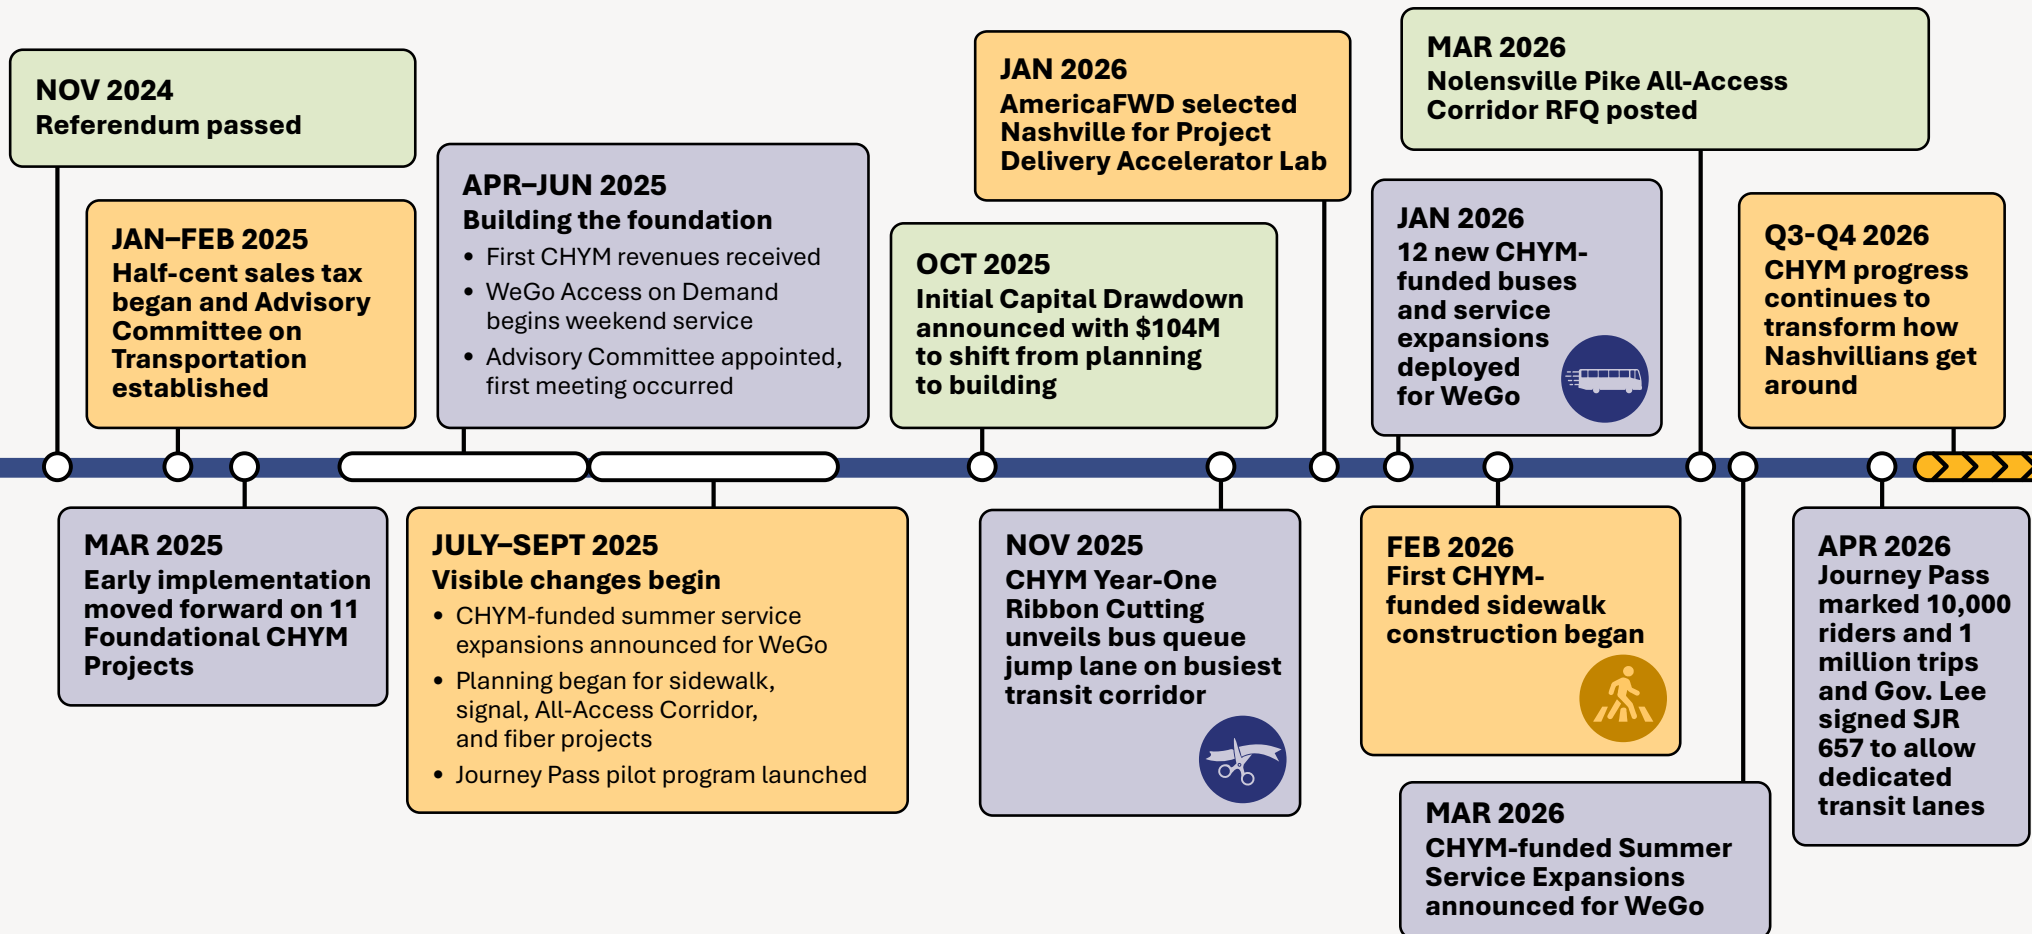 NOV 2024
Referendum passed
JAN–FEB 2025
Half-cent sales tax
began and Advisory
Committee on
Transportation
established
MAR 2025
Early implementation
moved forward on 11
Foundational CHYM
Projects
APR–JUN 2025
Building the foundation
• First CHYM revenues received
• WeGo Access on Demand
begins weekend service
• Advisory Committee appointed,
first meeting occurred
JULY–SEPT 2025
Visible changes begin
• CHYM-funded summer service
expansions announced for WeGo
• Planning began for sidewalk,
signal, All-Access Corridor,
and fiber projects
• Journey Pass pilot program launched
OCT 2025
Initial Capital Drawdown
announced with $104M
to shift from planning
to building
NOV 2025
CHYM Year-One
Ribbon Cutting
unveils bus queue
jump lane on busiest
transit corridor
JAN 2026
AmericaFWD selected
Nashville for Project
Delivery Accelerator Lab
JAN 2026
12 new CHYM-
funded buses
and service
expansions
deployed
for WeGo
FEB 2026
First CHYM-
funded sidewalk
construction began
MAR 2026
Nolensville Pike All-Access
Corridor RFQ posted
MAR 2026
CHYM-funded Summer
Service Expansions
announced for WeGo
APR 2026
Journey Pass
marked 10,000
riders and 1
million trips
and Gov. Lee
signed SJR
657 to allow
dedicated
transit lanes
Q3-Q4 2026
CHYM progress
continues to
transform how
Nashvillians get
around